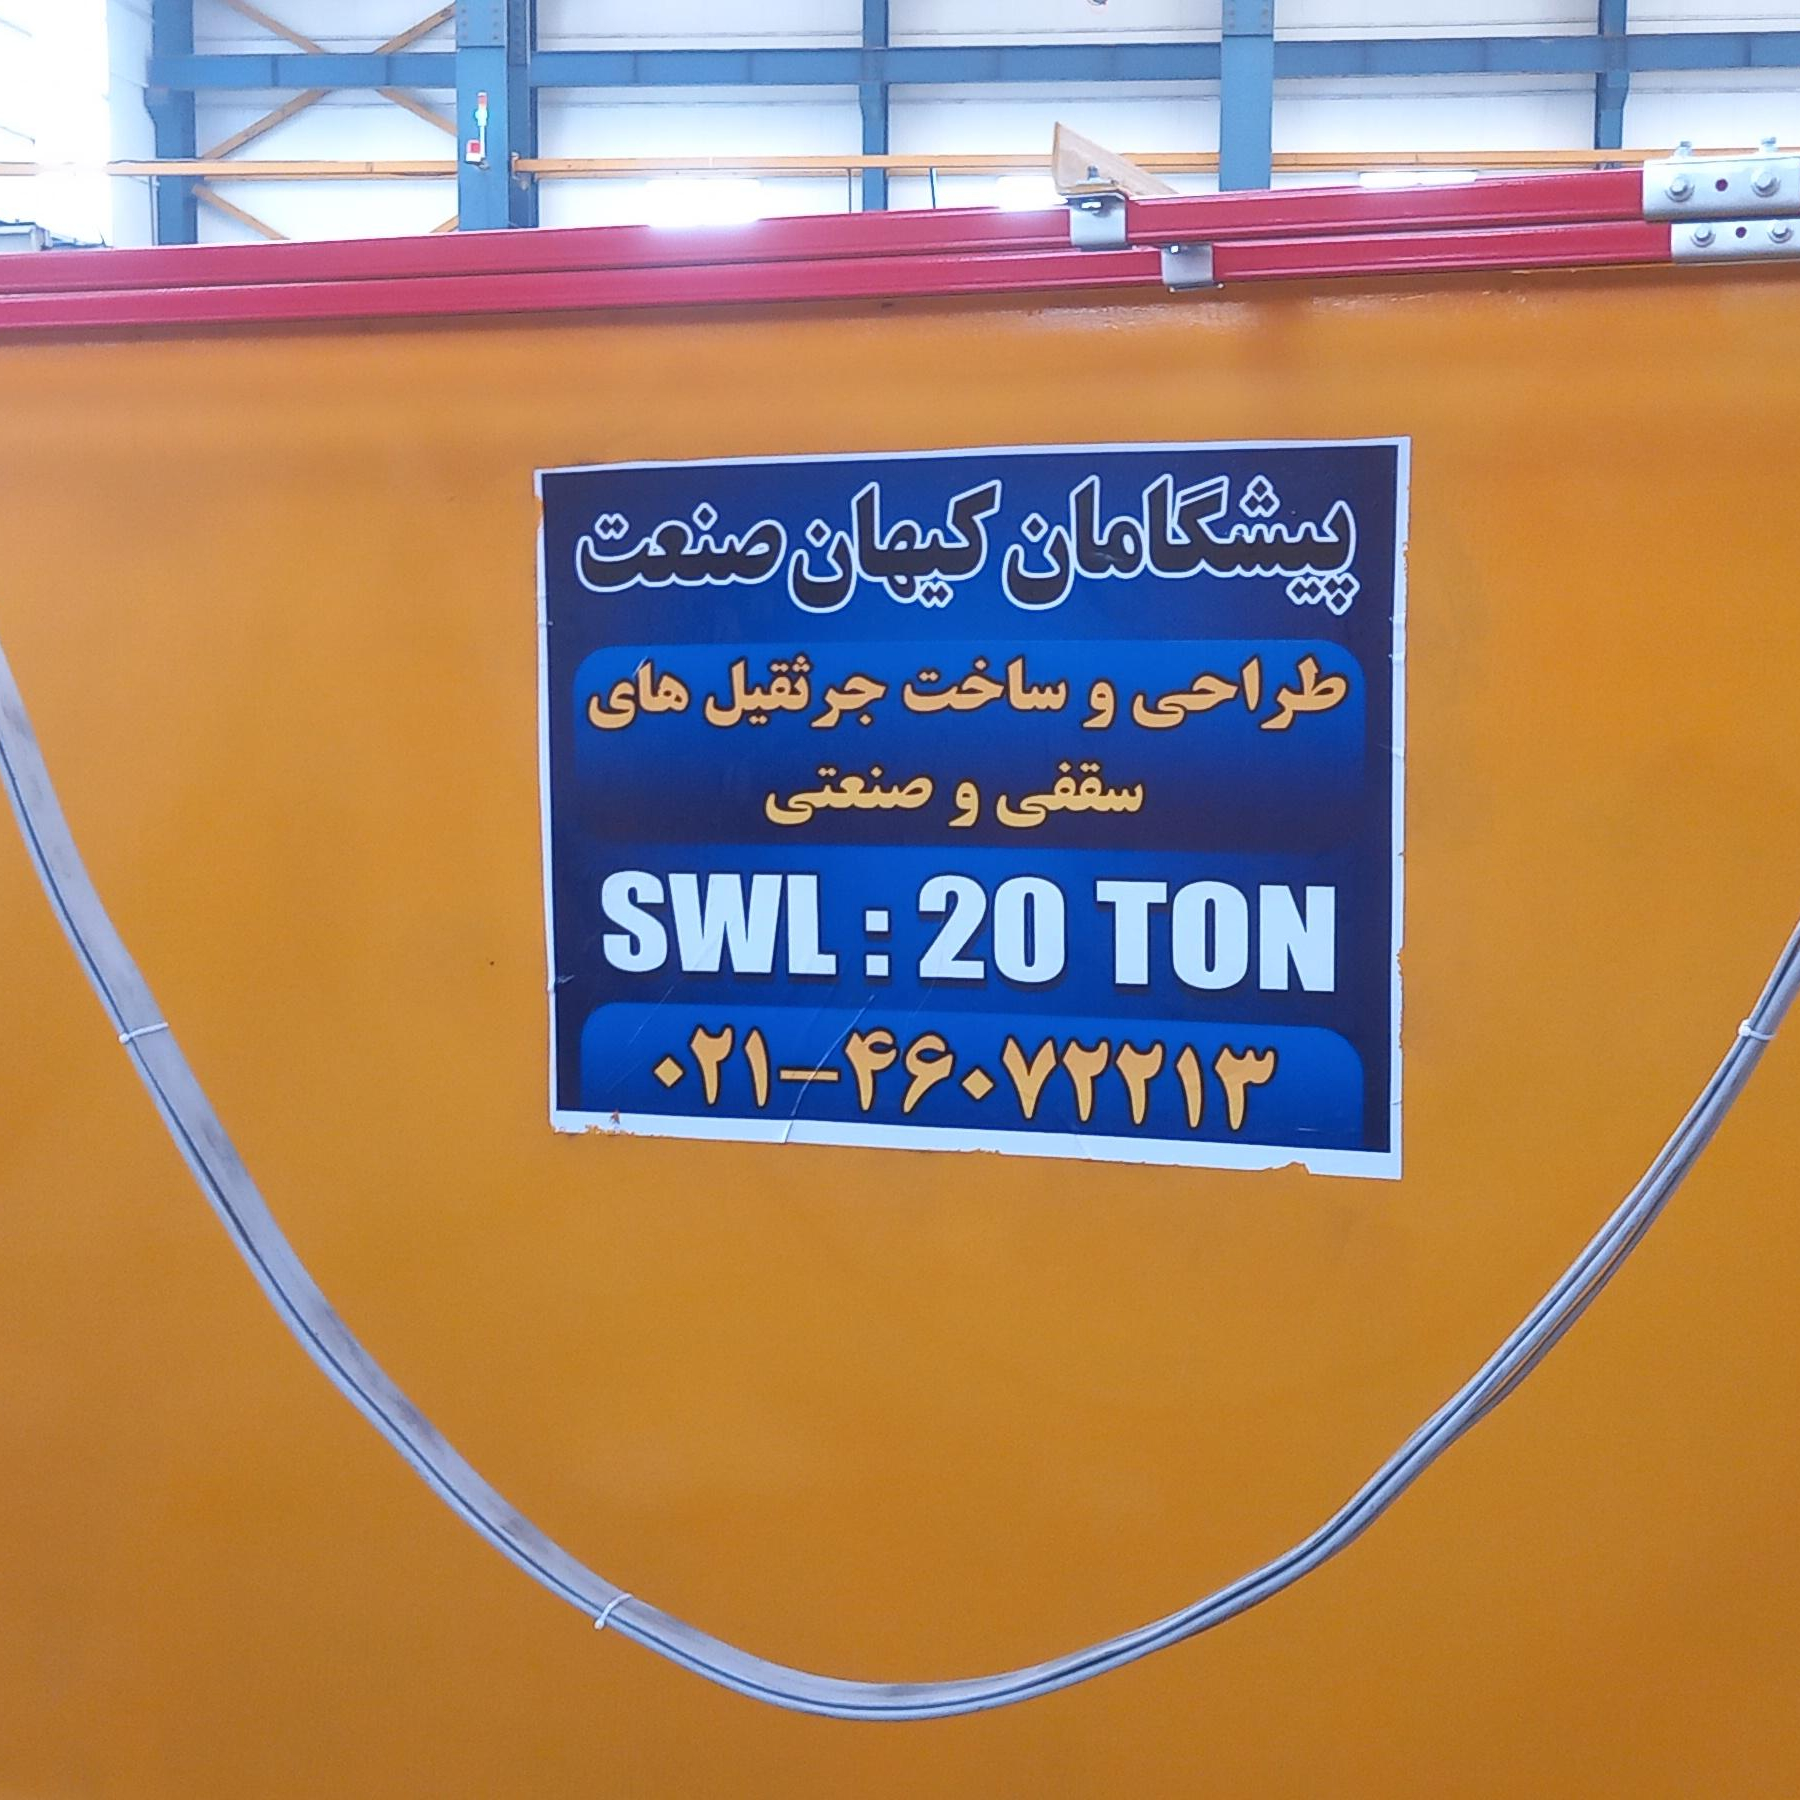 پیشگامان کیهان صنعت
طراحی و ساخت جرثقیل های
سقفی و صنعتی
SWL : 20 TON
۰۲۱-۴۶۰۷۲۲۱۳